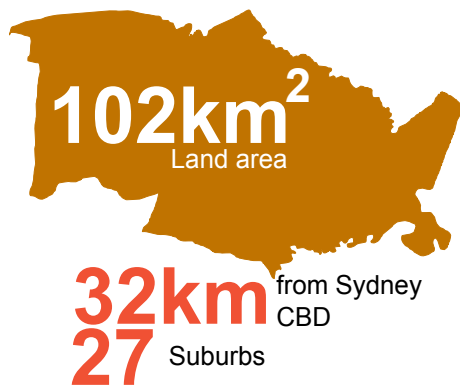 102km²
Land area
32km from Sydney
CBD
27 Suburbs